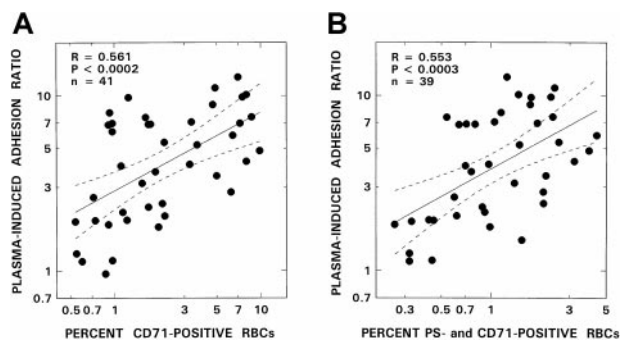 A
R = 0.561
P < 0.0002
n = 41
PLASMA-INDUCED ADHESION RATIO
10
7
5
3
1
0.7
0.5 0.7 1 3 5 7 10
PERCENT CD71-POSITIVE RBCs
B
R = 0.553
P < 0.0003
n = 39
PLASMA-INDUCED ADHESION RATIO
10
7
5
3
1
0.7
0.3 0.5 0.7 1 3 5
PERCENT PS- and CD71-POSITIVE RBCs